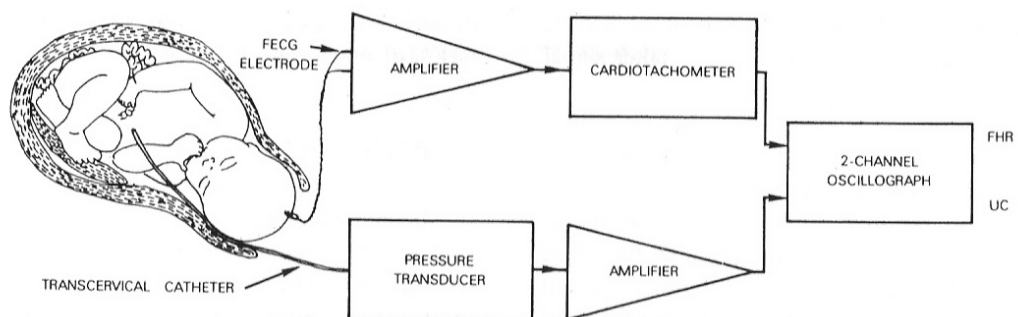 FECG
ELECTRODE
AMPLIFIER
CARDIOTACHOMETER
2-CHANNEL
OSCILLOGRAPH
FHR
UC
PRESSURE
TRANSDUCER
AMPLIFIER
TRANSCERVICAL CATHETER